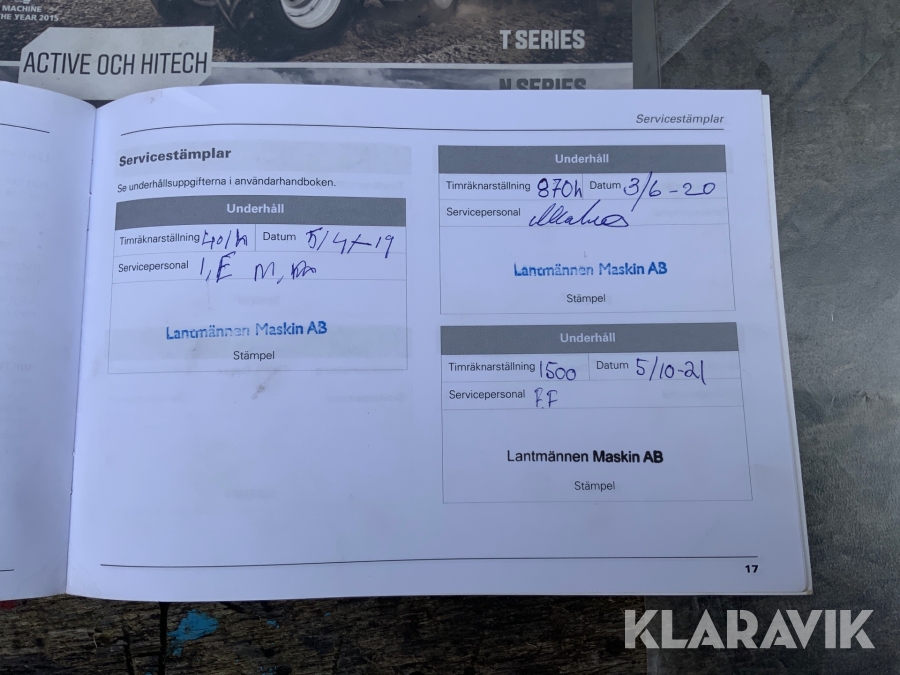 MACHINE
THE YEAR 2015
ACTIVE OCH HITECH
T SERIES
N SERIES
Servicestämplar
Servicestämplar
Se underhållsuppgifterna i användarhandboken.
Underhåll
Timräknarställning 401h Datum 5/4-19
Servicepersonal
Lantmännen Maskin AB
Stämpel
Underhåll
Timräknarställning 870h Datum 3/6-20
Servicepersonal
Lantmännen Maskin AB
Stämpel
Underhåll
Timräknarställning 1500 Datum 5/10-21
Servicepersonal
Lantmännen Maskin AB
Stämpel
17
KLARAVIK